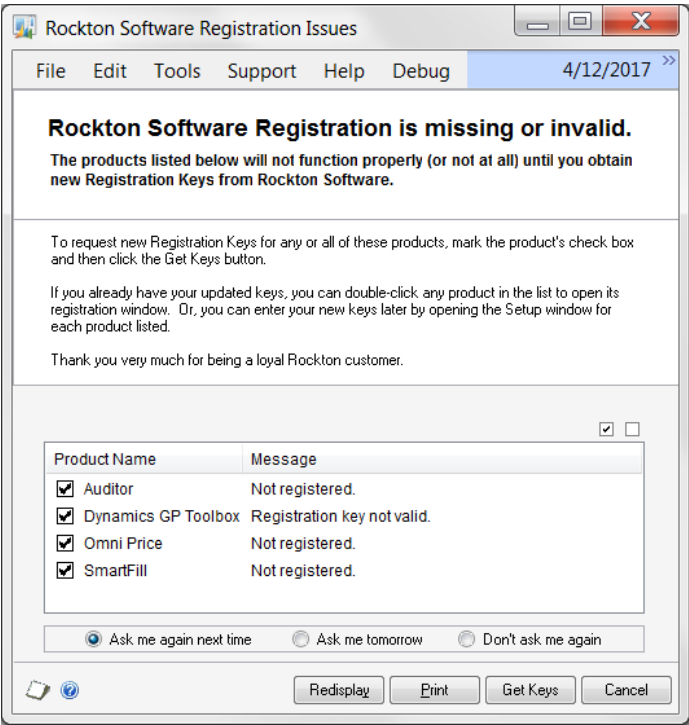 Rockton Software Registration Issues
File Edit Tools Support Help Debug 4/12/2017 »
Rockton Software Registration is missing or invalid.
The products listed below will not function properly (or not at all) until you obtain
new Registration Keys from Rockton Software.
To request new Registration Keys for any or all of these products, mark the product's check box
and then click the Get Keys button.
If you already have your updated keys, you can double-click any product in the list to open its
registration window.  Or, you can enter your new keys later by opening the Setup window for
each product listed.
Thank you very much for being a loyal Rockton customer.
Product Name Message
Auditor Not registered.
Dynamics GP Toolbox Registration key not valid.
Omni Price Not registered.
SmartFill Not registered.
Ask me again next time Ask me tomorrow Don't ask me again
Redisplay Print Get Keys Cancel